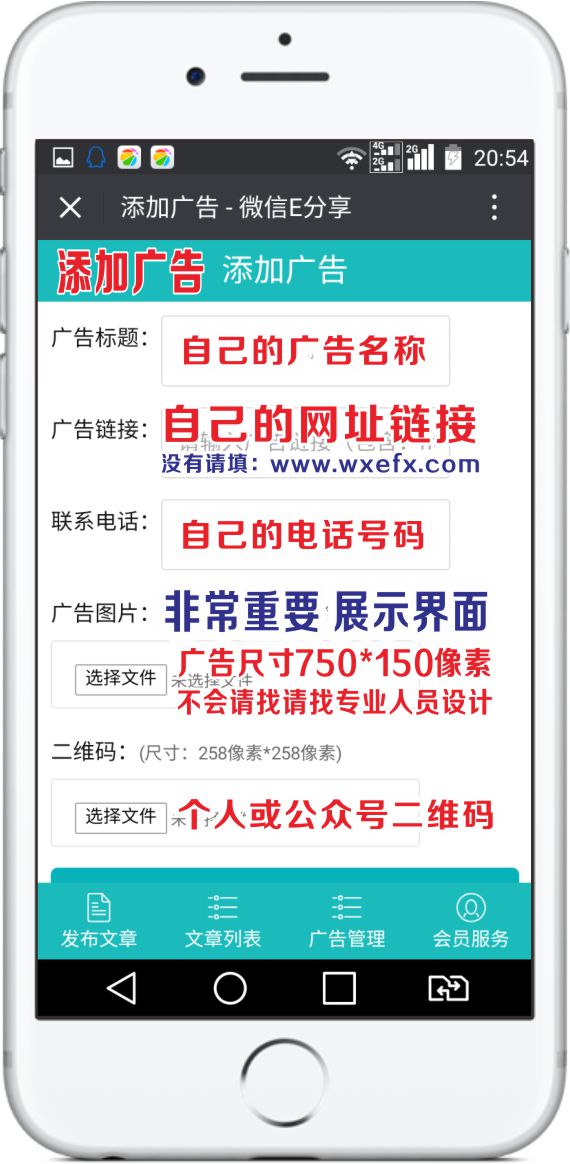 4G 2G 2G 20:54
添加广告 - 微信E分享
添加广告 添加广告
广告标题： 自己的广告名称
广告链接： 自己的网址链接
没有请填：www.wxefx.com
联系电话： 自己的电话号码
广告图片： 非常重要 展示界面
广告尺寸750*150像素
选择文件 未选择文件
不会请找请找专业人员设计
二维码：(尺寸：258像素*258像素)
选择文件 个人或公众号二维码
发布文章 文章列表 广告管理 会员服务